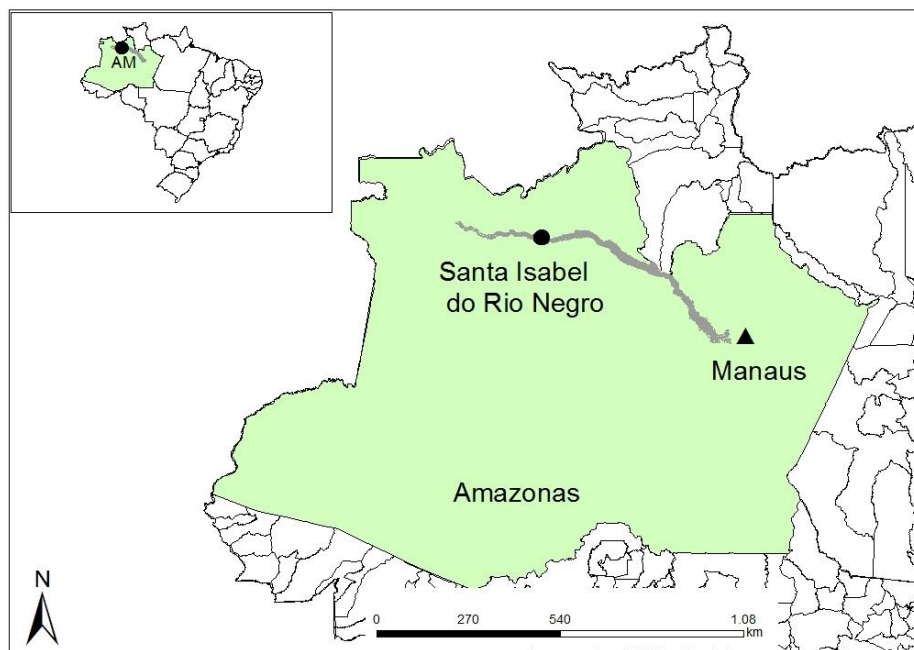 AM
Santa Isabel
do Rio Negro
Manaus
Amazonas
N
0 270 540 1.08
km